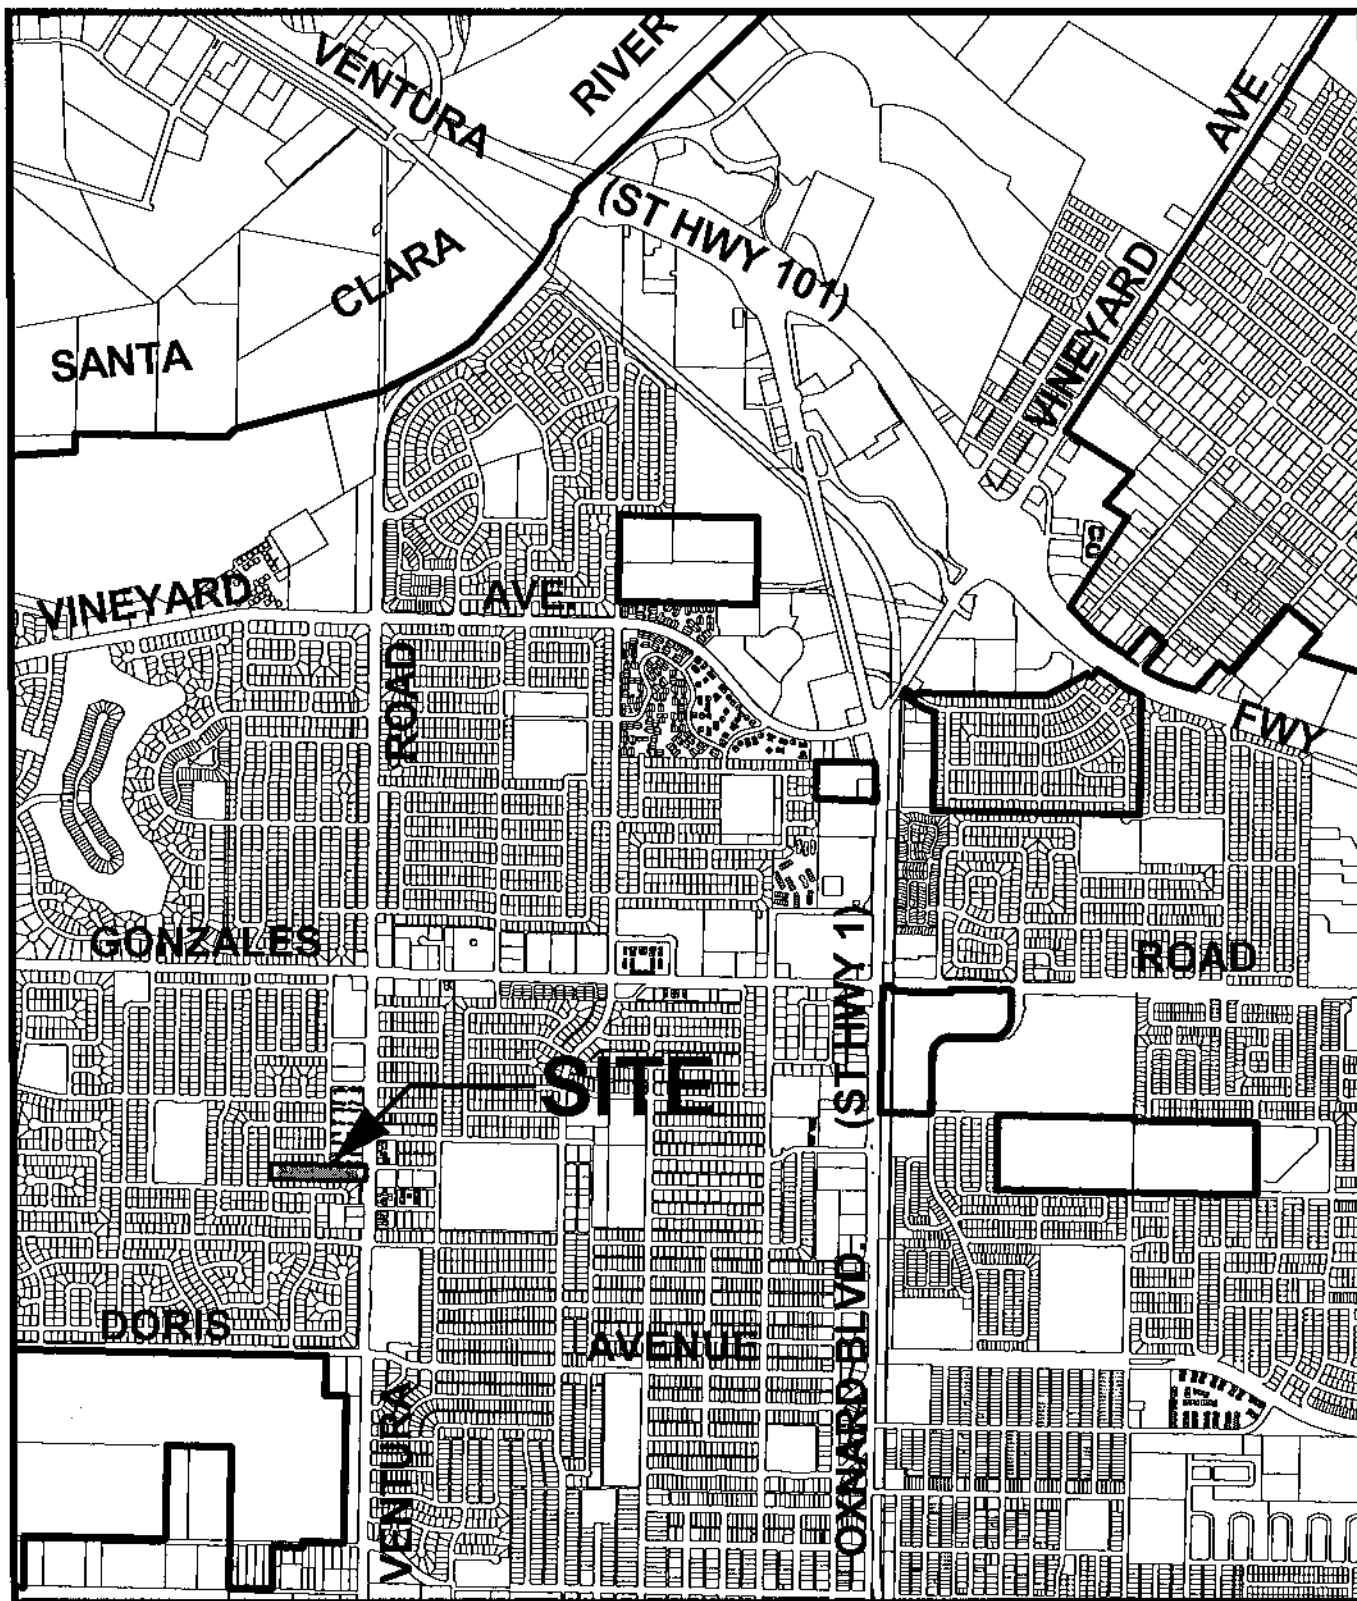 VENTURA
RIVER
AVE
(ST HWY 101)
CLARA
SANTA
VINEYARD
VINEYARD
AVE.
ROAD
FWY
GONZALES
ROAD
(ST HWY 1)
SITE
DORIS
AVENUE
OXNARD BLVD.
VENTURA